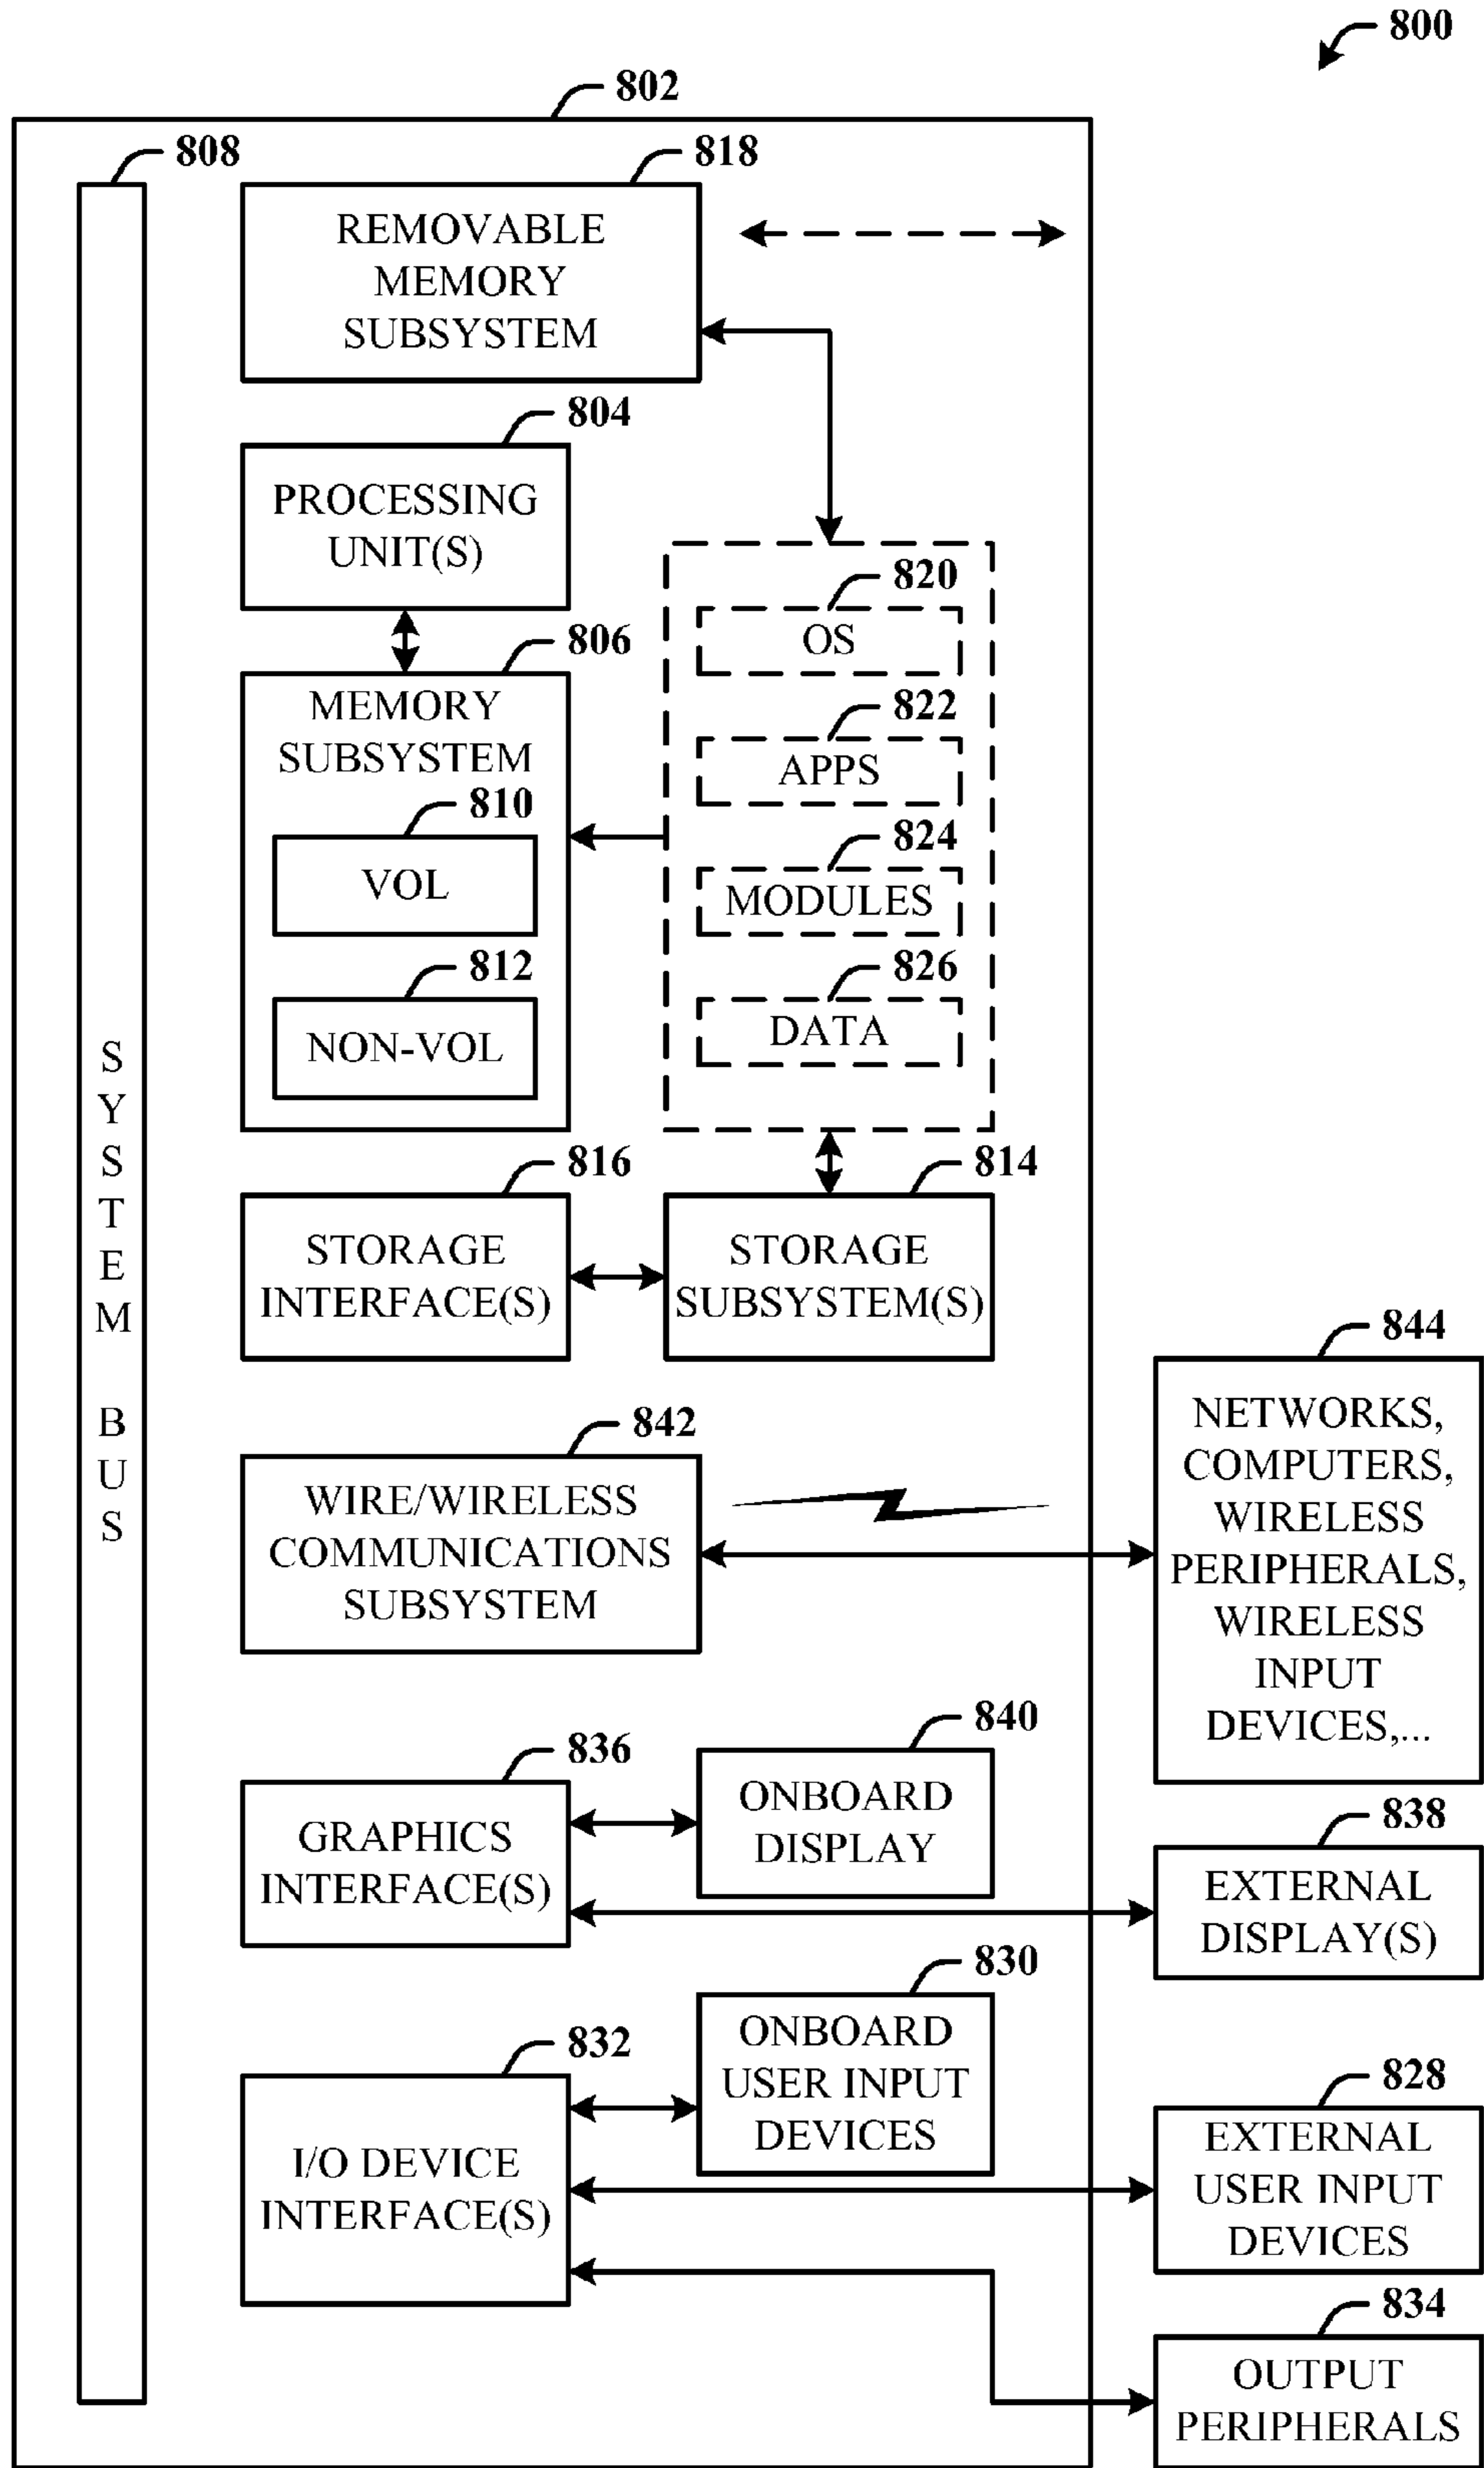 800
802
808
818
REMOVABLE
MEMORY
SUBSYSTEM
804
PROCESSING
UNIT(S)
806
MEMORY
SUBSYSTEM
810
VOL
812
NON-VOL
820
OS
822
APPS
824
MODULES
826
DATA
SYSTEM BUS
816
STORAGE
INTERFACE(S)
814
STORAGE
SUBSYSTEM(S)
842
WIRE/WIRELESS
COMMUNICATIONS
SUBSYSTEM
844
NETWORKS,
COMPUTERS,
WIRELESS
PERIPHERALS,
WIRELESS
INPUT
DEVICES,...
836
GRAPHICS
INTERFACE(S)
840
ONBOARD
DISPLAY
838
EXTERNAL
DISPLAY(S)
832
I/O DEVICE
INTERFACE(S)
830
ONBOARD
USER INPUT
DEVICES
828
EXTERNAL
USER INPUT
DEVICES
834
OUTPUT
PERIPHERALS